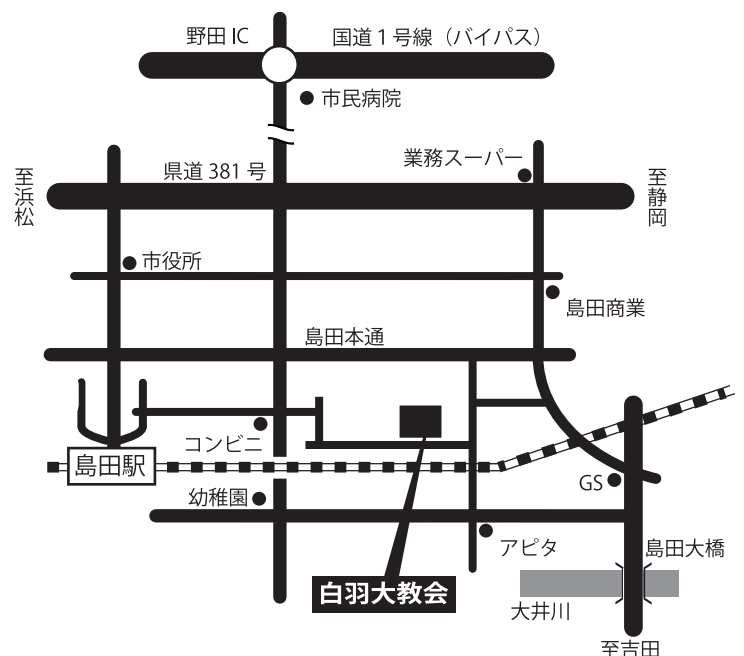 野田 IC
国道 1 号線（バイパス）
市民病院
業務スーパー
県道 381 号
至浜松
至静岡
市役所
島田商業
島田本通
コンビニ
島田駅
GS
幼稚園
アピタ
島田大橋
白羽大教会
大井川
至吉田